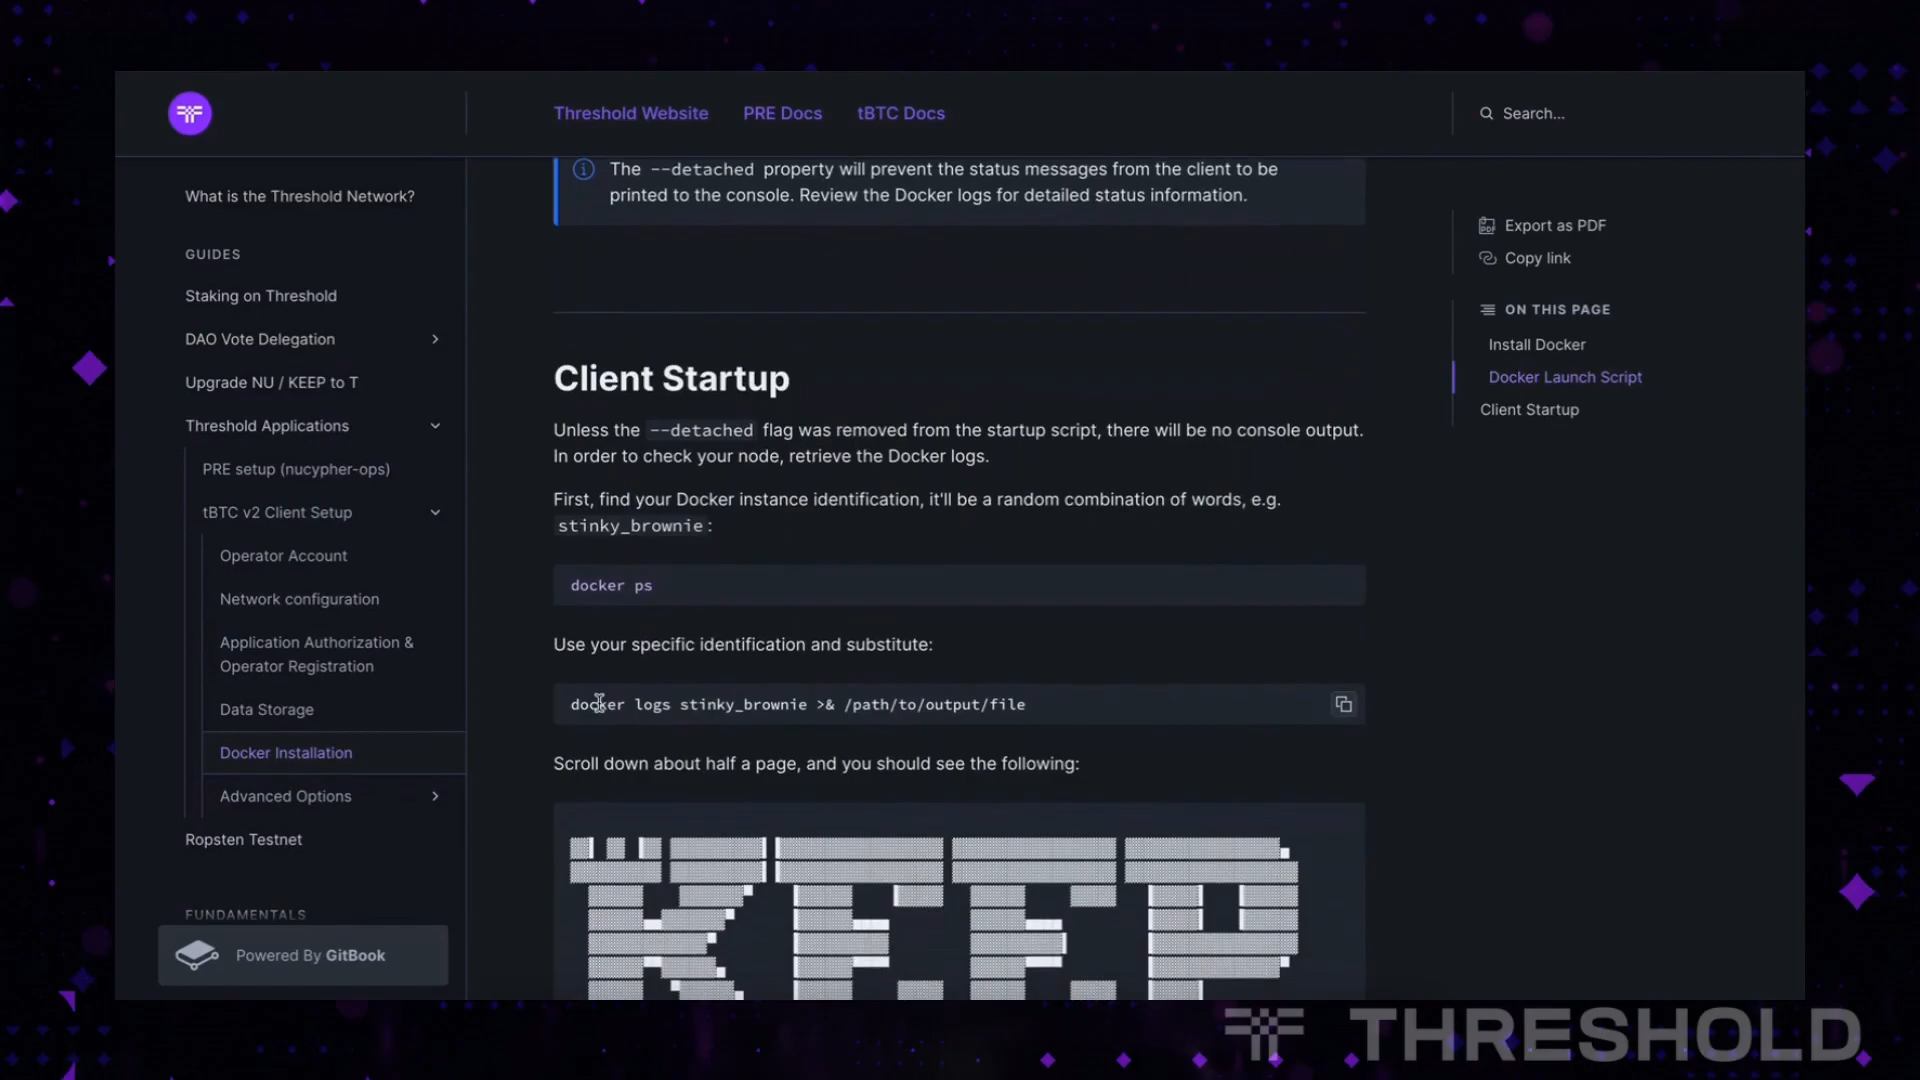 Threshold Website PRE Docs tBTC Docs
Search...
What is the Threshold Network?
GUIDES
Staking on Threshold
DAO Vote Delegation
Upgrade NU / KEEP to T
Threshold Applications
PRE setup (nucypher-ops)
tBTC v2 Client Setup
Operator Account
Network configuration
Application Authorization &
Operator Registration
Data Storage
Docker Installation
Advanced Options
Ropsten Testnet
FUNDAMENTALS
Powered By GitBook
The --detached property will prevent the status messages from the client to be
printed to the console. Review the Docker logs for detailed status information.
Client Startup
Unless the --detached flag was removed from the startup script, there will be no console output.
In order to check your node, retrieve the Docker logs.
First, find your Docker instance identification, it'll be a random combination of words, e.g.
stinky_brownie:
docker ps
Use your specific identification and substitute:
docker logs stinky_brownie >& /path/to/output/file
Scroll down about half a page, and you should see the following:
KEEP
PDF
Export as PDF
Copy link
ON THIS PAGE
Install Docker
Docker Launch Script
Client Startup
THRESHOLD